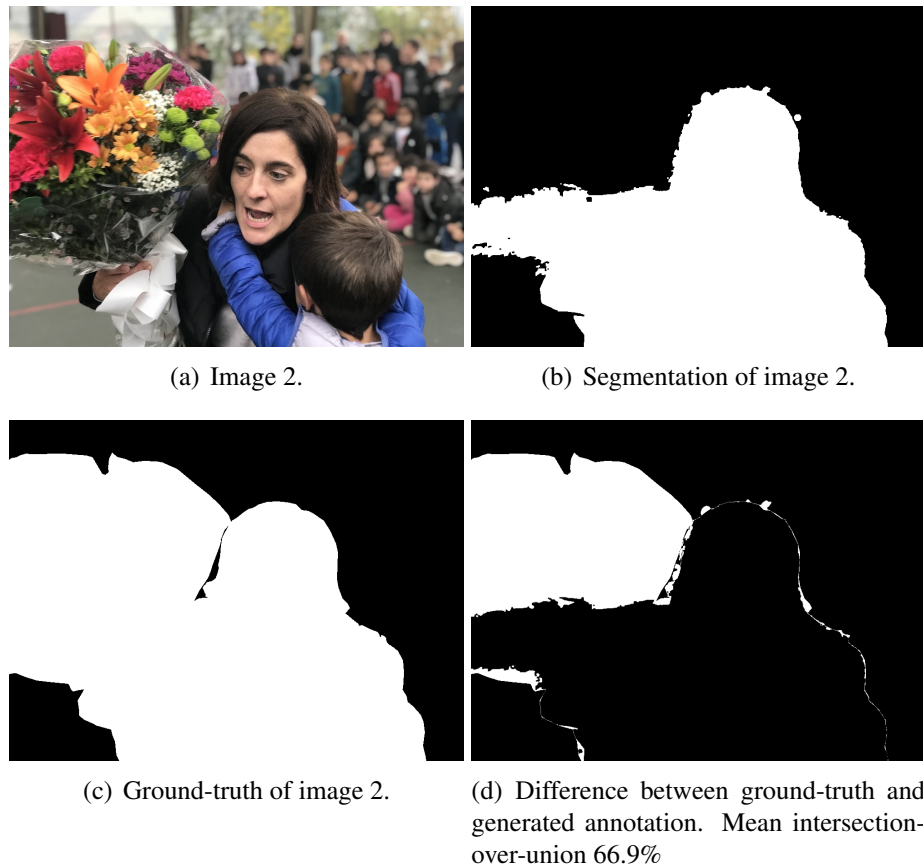 (a) Image 2.
(b) Segmentation of image 2.
(c) Ground-truth of image 2.
(d) Difference between ground-truth and
generated annotation. Mean intersection-
over-union 66.9%